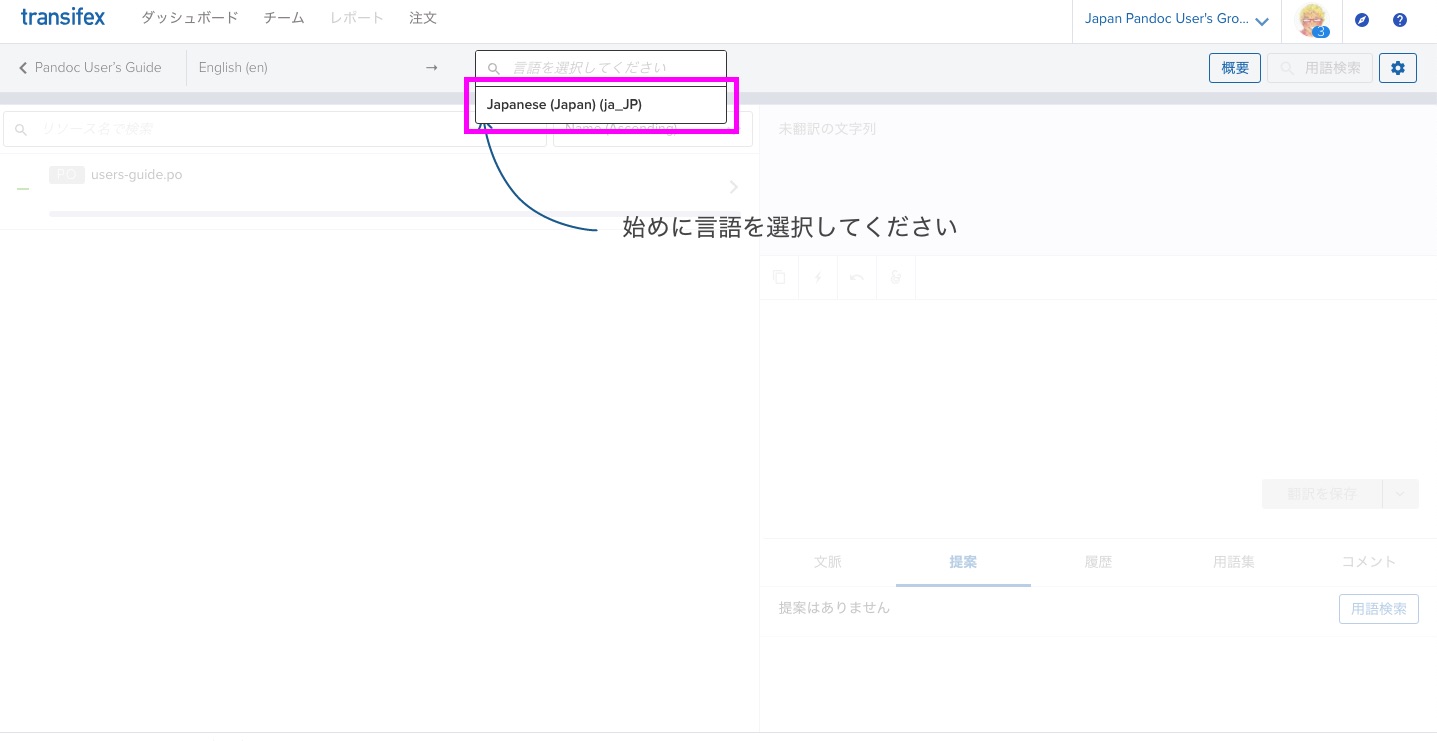 transifex ダッシュボード チーム レポート 注文 Japan Pandoc User's Gro... 3
Pandoc User's Guide English (en) → 言語を選択してください 概要 用語検索
Japanese (Japan) (ja_JP)
リソース名で検索 Name (Ascending) 未翻訳の文字列
PO users-guide.po
始めに言語を選択してください
翻訳を保存
文脈 提案 履歴 用語集 コメント
提案はありません 用語検索